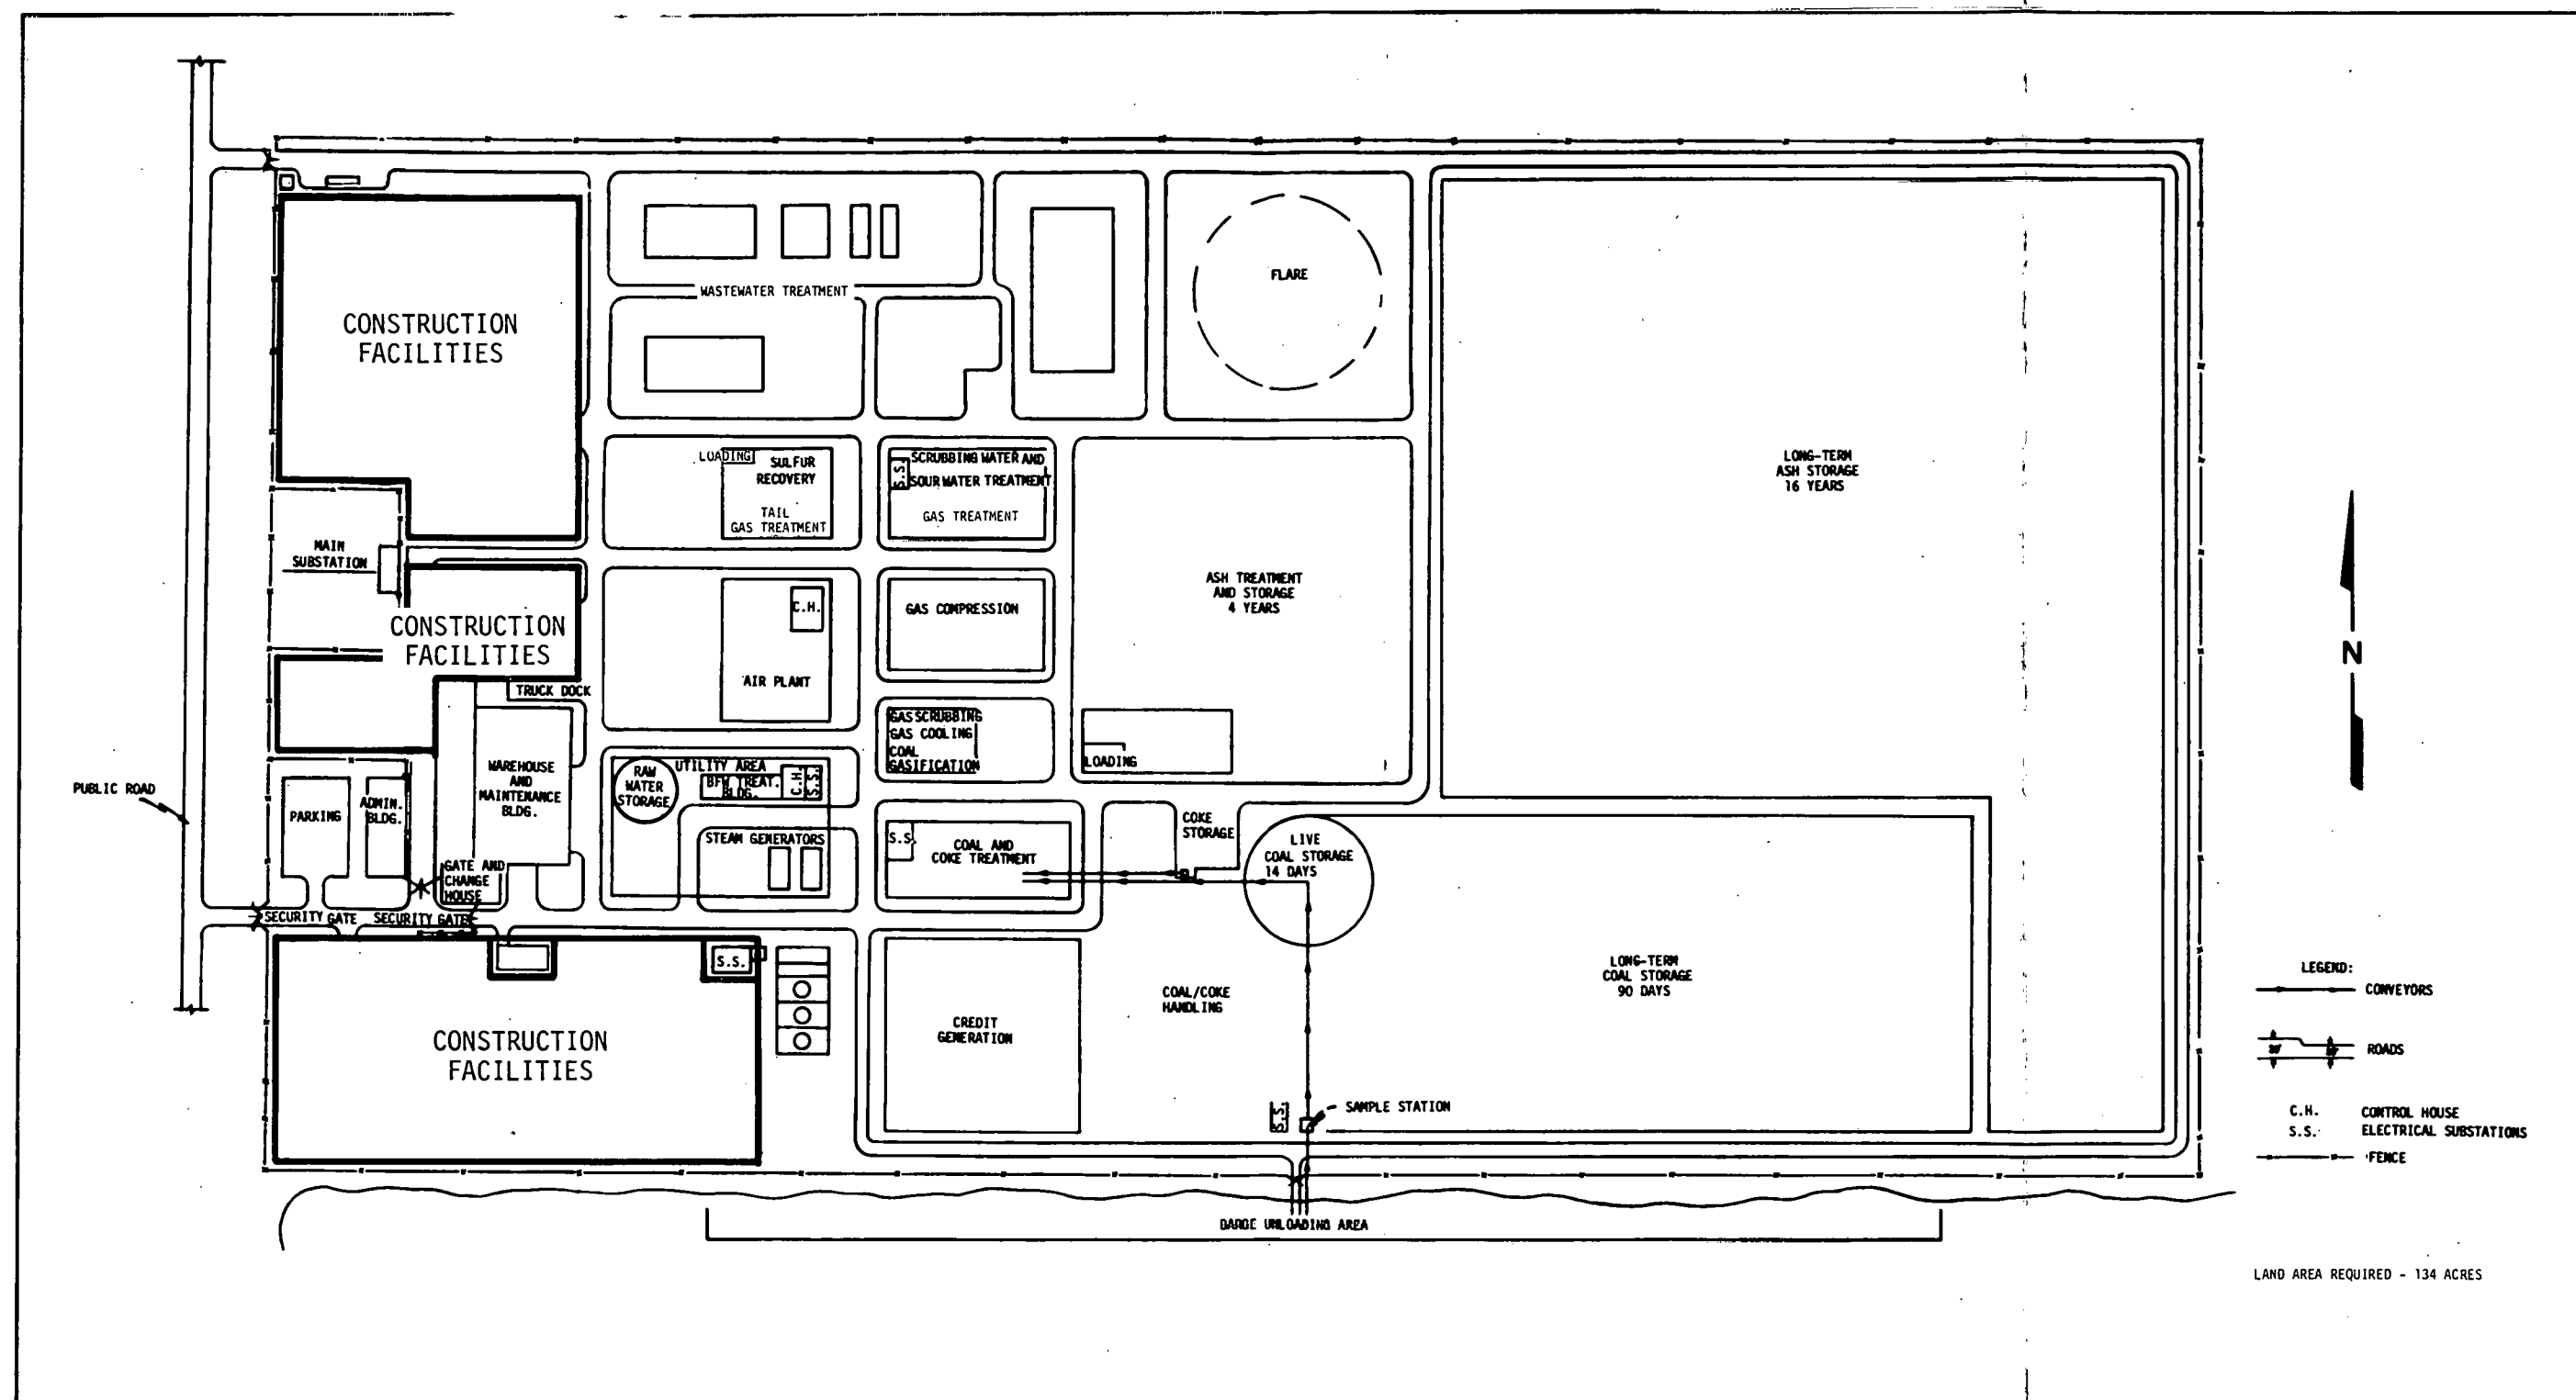 CONSTRUCTION
FACILITIES
WASTEWATER TREATMENT
FLARE
LONG-TERM
ASH STORAGE
16 YEARS
LOADING
SULFUR
RECOVERY
TAIL
GAS TREATMENT
S.S.
SCRUBBING WATER AND
SOUR WATER TREATMENT
GAS TREATMENT
MAIN
SUBSTATION
CONSTRUCTION
FACILITIES
C.H.
AIR PLANT
GAS COMPRESSION
ASH TREATMENT
AND STORAGE
4 YEARS
N
TRUCK DOCK
GAS SCRUBBING
GAS COOLING
COAL
GASIFICATION
LOADING
PUBLIC ROAD
PARKING
ADMIN.
BLDG.
WAREHOUSE
AND
MAINTENANCE
BLDG.
GATE AND
CHANGE
HOUSE
RAW
WATER
STORAGE
UTILITY AREA
BFW TREAT.
BLDG.
C.H.
S.S.
STEAM GENERATORS
S.S.
COAL AND
COKE TREATMENT
COKE
STORAGE
LIVE
COAL STORAGE
14 DAYS
SECURITY GATE
SECURITY GATE
S.S.
CONSTRUCTION
FACILITIES
CREDIT
GENERATION
COAL/COKE
HANDLING
LONG-TERM
COAL STORAGE
90 DAYS
S.S.
SAMPLE STATION
BARGE UNLOADING AREA
LEGEND:
CONVEYORS
ROADS
C.H. CONTROL HOUSE
S.S. ELECTRICAL SUBSTATIONS
FENCE
LAND AREA REQUIRED - 134 ACRES